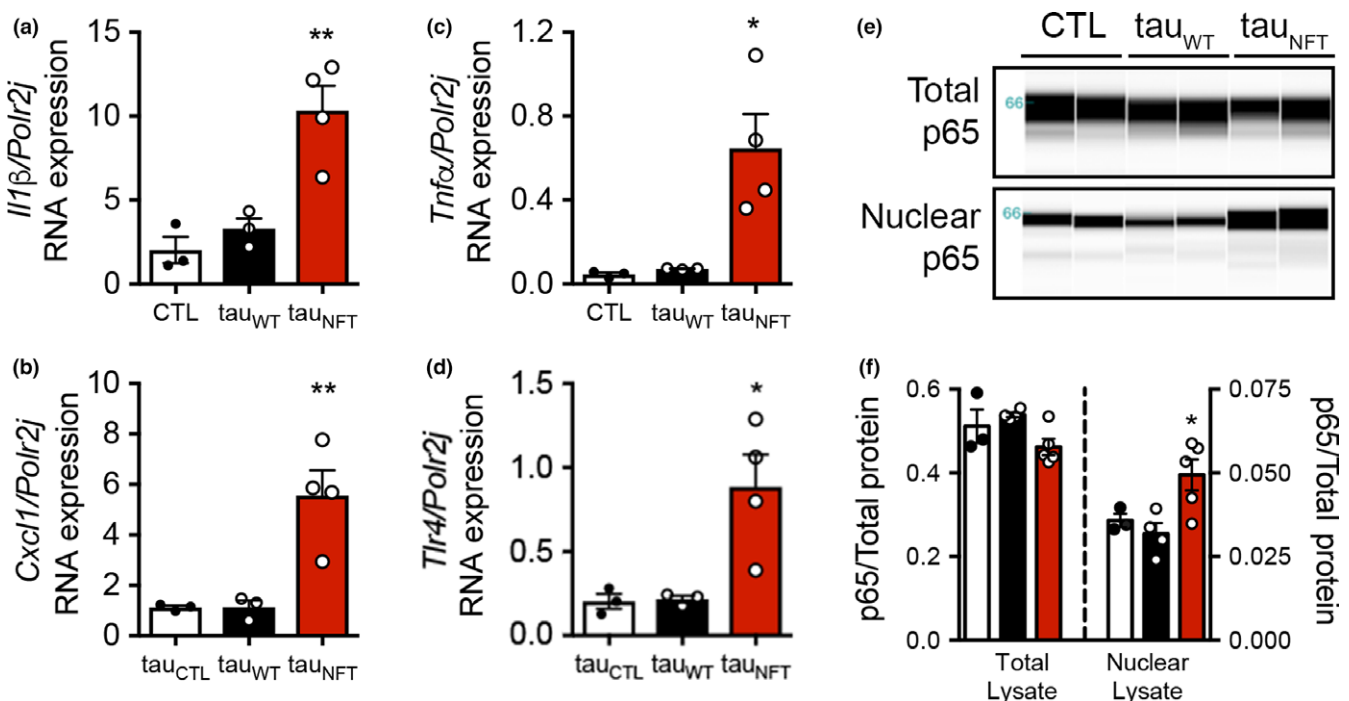 (a)
Il1β/Polr2j
RNA expression
15
10
5
0
**
CTL
tauWT
tauNFT
(c)
Tnfα/Polr2j
RNA expression
1.2
0.8
0.4
0.0
*
CTL
tauWT
tauNFT
(e)
CTL
tauWT
tauNFT
Total
p65
66
Nuclear
p65
66
(b)
Cxcl1/Polr2j
RNA expression
10
8
6
4
2
0
**
tauCTL
tauWT
tauNFT
(d)
Tlr4/Polr2j
RNA expression
1.5
1.0
0.5
0.0
*
tauCTL
tauWT
tauNFT
(f)
p65/Total protein
0.6
0.4
0.2
0.0
*
0.075
0.050
0.025
0.000
p65/Total protein
Total
Lysate
Nuclear
Lysate